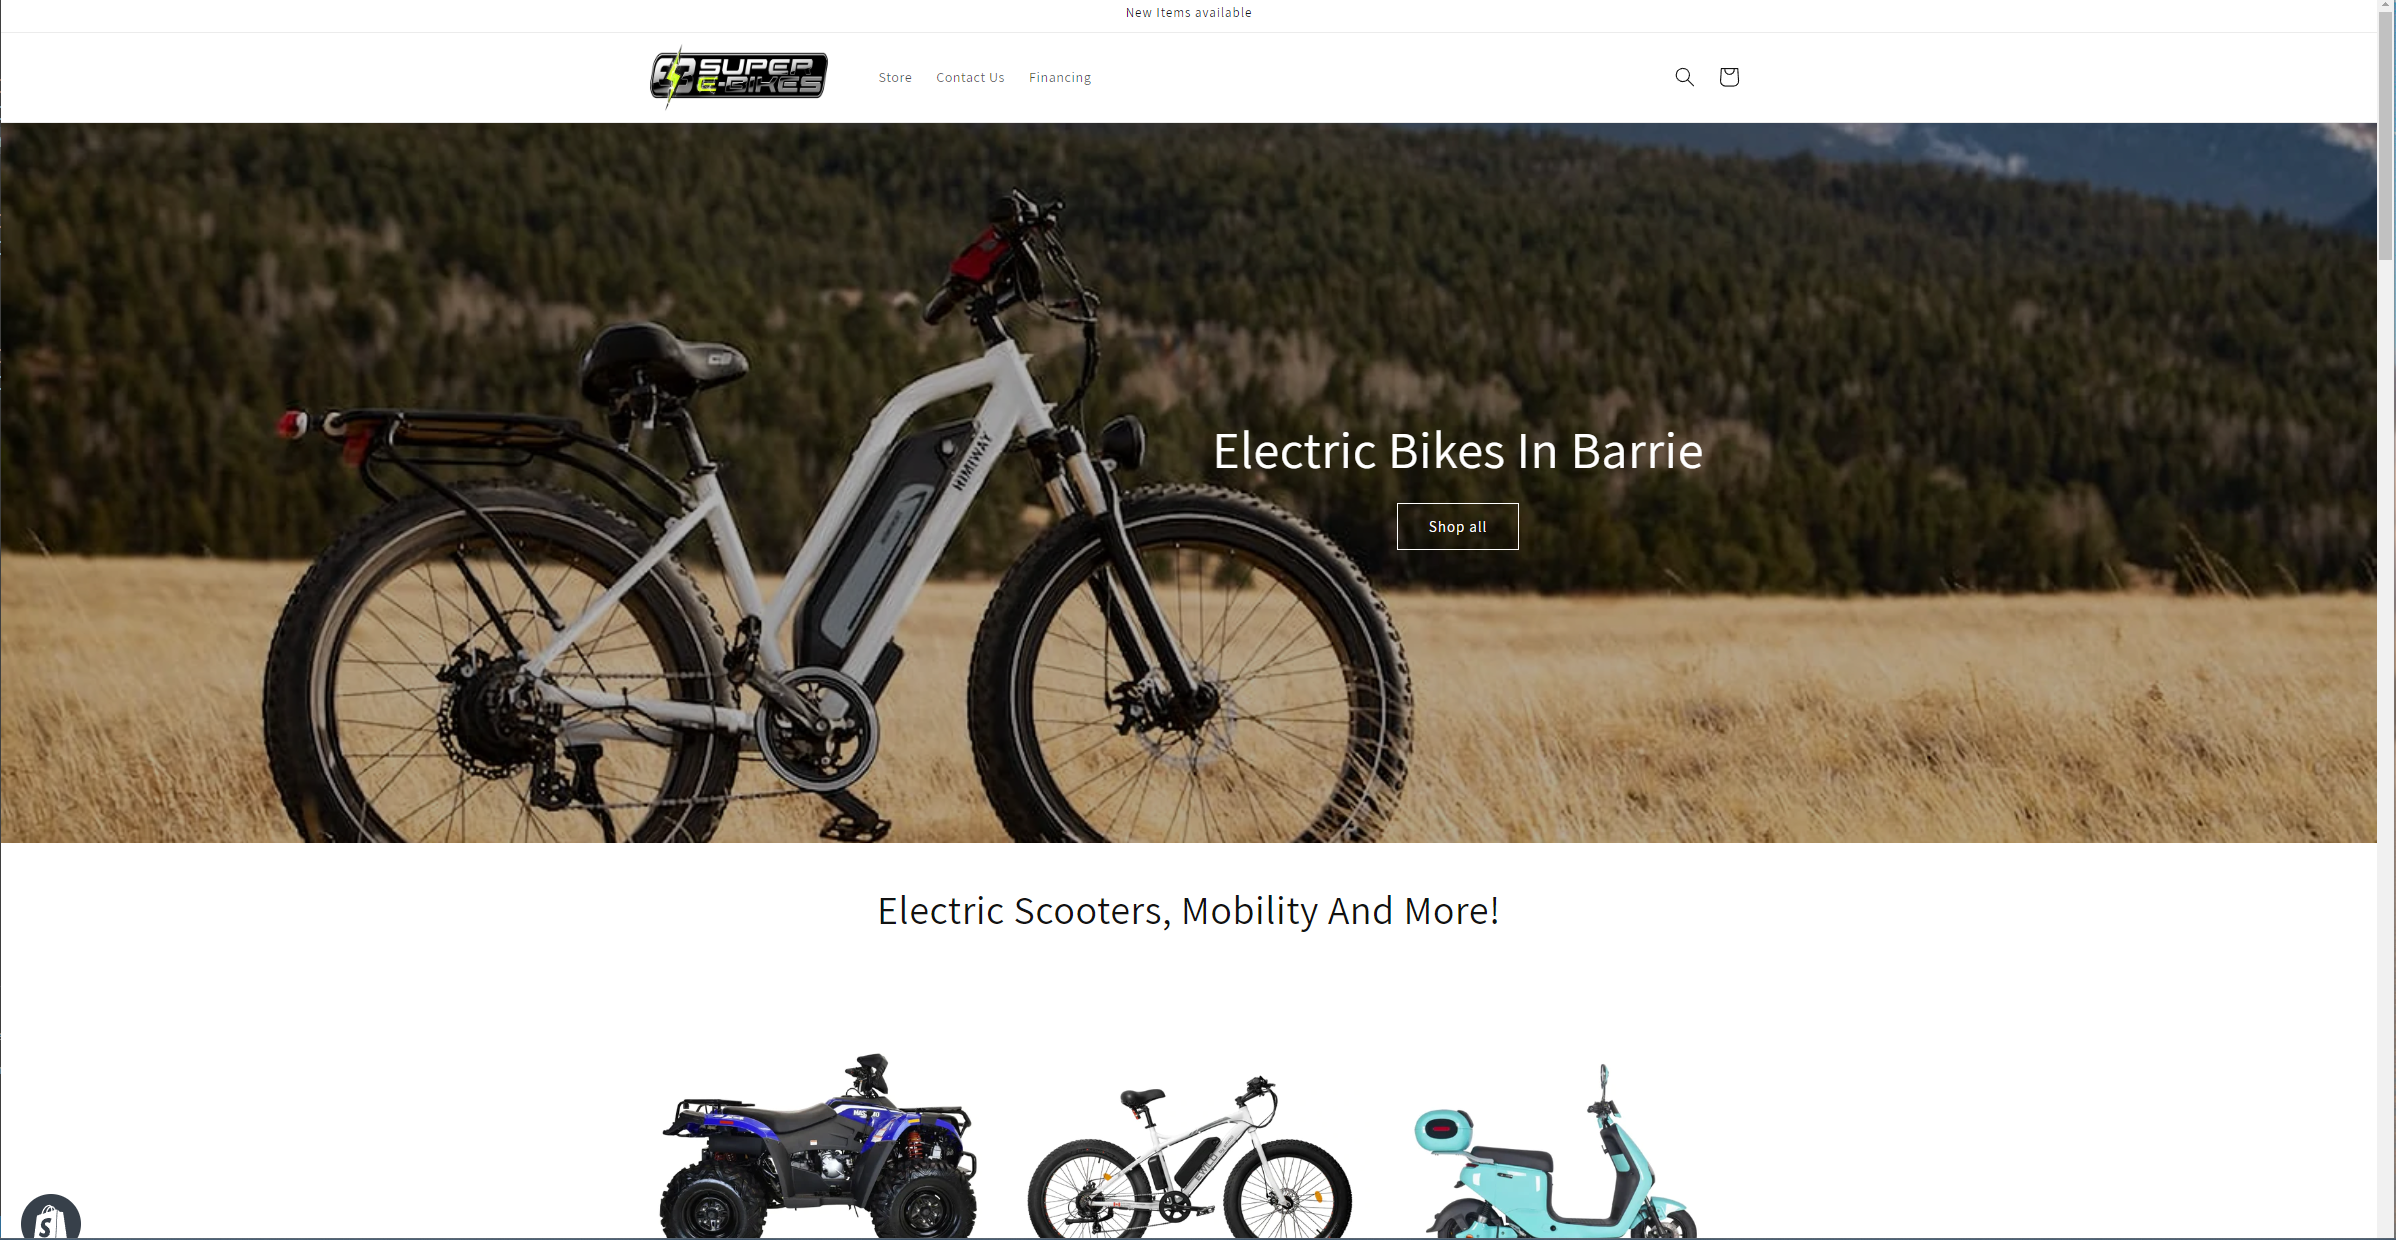 New Items available
SUPER
E-BIKES
Store
Contact Us
Financing
HIMIWAY
Electric Bikes In Barrie
Shop all
Electric Scooters, Mobility And More!